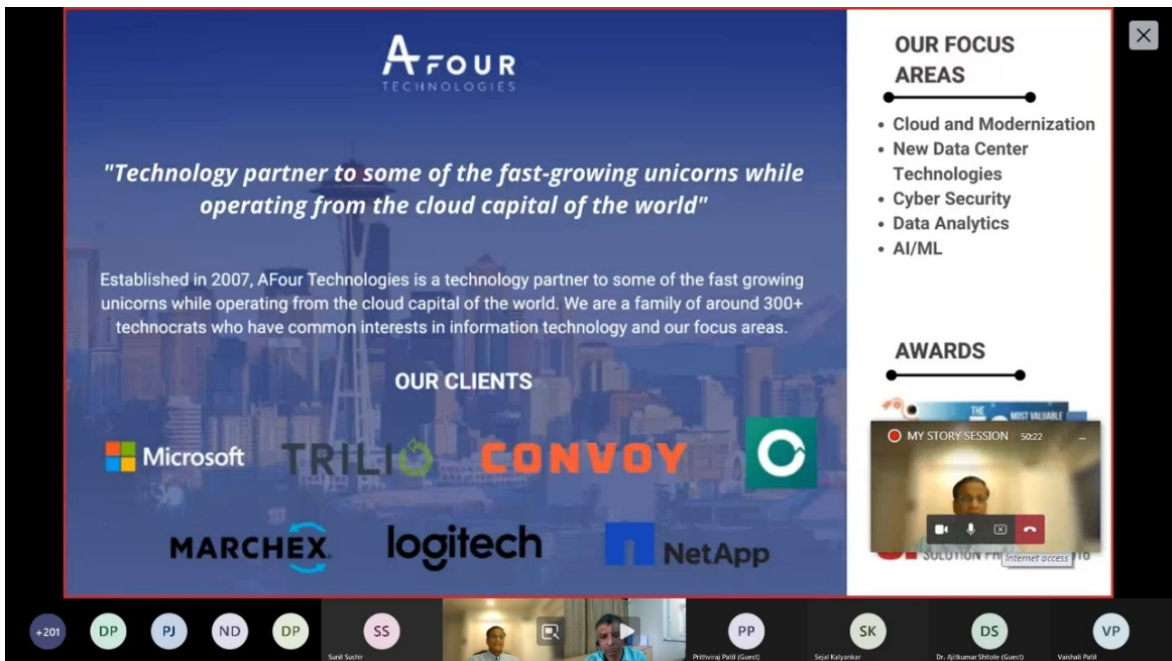 AFOUR
TECHNOLOGIES
"Technology partner to some of the fast-growing unicorns while
operating from the cloud capital of the world"
Established in 2007, AFour Technologies is a technology partner to some of the fast growing
unicorns while operating from the cloud capital of the world. We are a family of around 300+
technocrats who have common interests in information technology and our focus areas.
OUR CLIENTS
Microsoft
TRILIO
CONVOY
MARCHEX
logitech
NetApp
OUR FOCUS
AREAS
• Cloud and Modernization
• New Data Center
Technologies
• Cyber Security
• Data Analytics
• AI/ML
AWARDS
THE
MOST VALUABLE
MY STORY SESSION 50:22
SOLUTION
Internet access
+201
DP
PJ
ND
DP
SS
Sunil Sushir
PP
Prithviraj Patil (Guest)
SK
Sejal Kalyankar
DS
Dr. Ajitkumar Shitole (Guest)
VP
Vaishali Patil